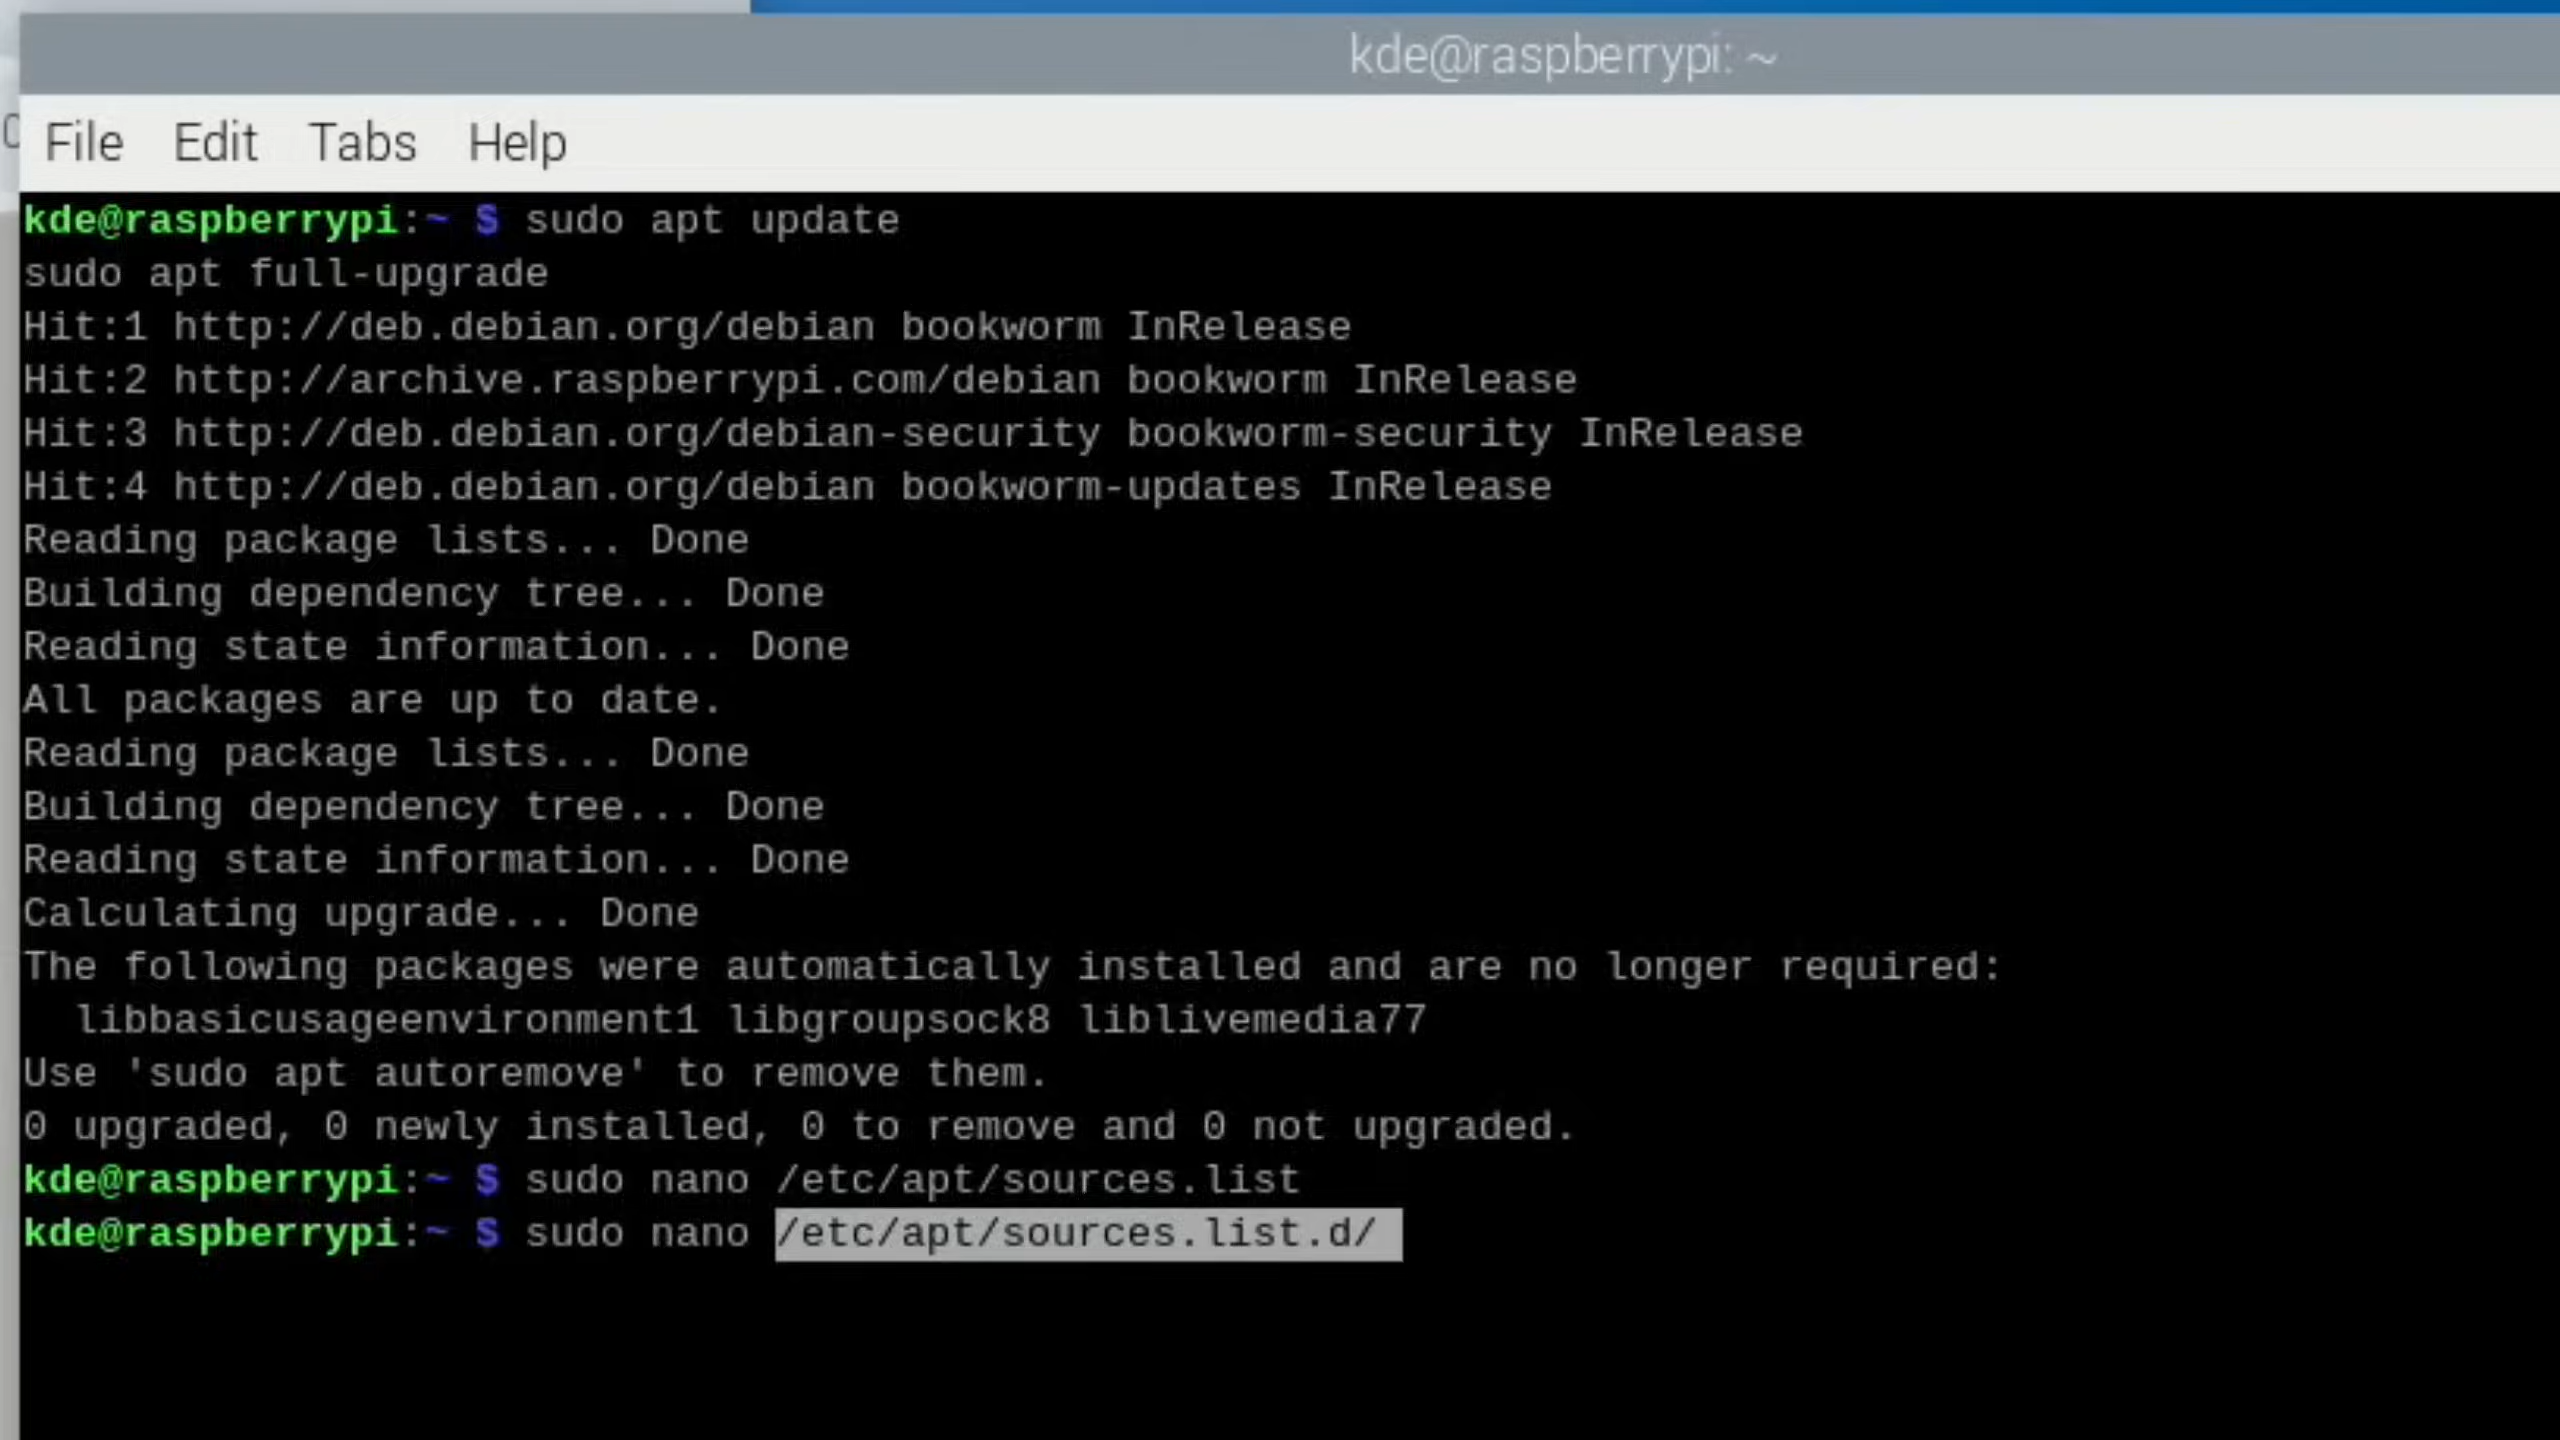 kde@raspberrypi: ~
File Edit Tabs Help
kde@raspberrypi:~ $ sudo apt update
sudo apt full-upgrade
Hit:1 http://deb.debian.org/debian bookworm InRelease
Hit:2 http://archive.raspberrypi.com/debian bookworm InRelease
Hit:3 http://deb.debian.org/debian-security bookworm-security InRelease
Hit:4 http://deb.debian.org/debian bookworm-updates InRelease
Reading package lists... Done
Building dependency tree... Done
Reading state information... Done
All packages are up to date.
Reading package lists... Done
Building dependency tree... Done
Reading state information... Done
Calculating upgrade... Done
The following packages were automatically installed and are no longer required:
  libbasicusageenvironment1 libgroupsock8 liblivemedia77
Use 'sudo apt autoremove' to remove them.
0 upgraded, 0 newly installed, 0 to remove and 0 not upgraded.
kde@raspberrypi:~ $ sudo nano /etc/apt/sources.list
kde@raspberrypi:~ $ sudo nano /etc/apt/sources.list.d/